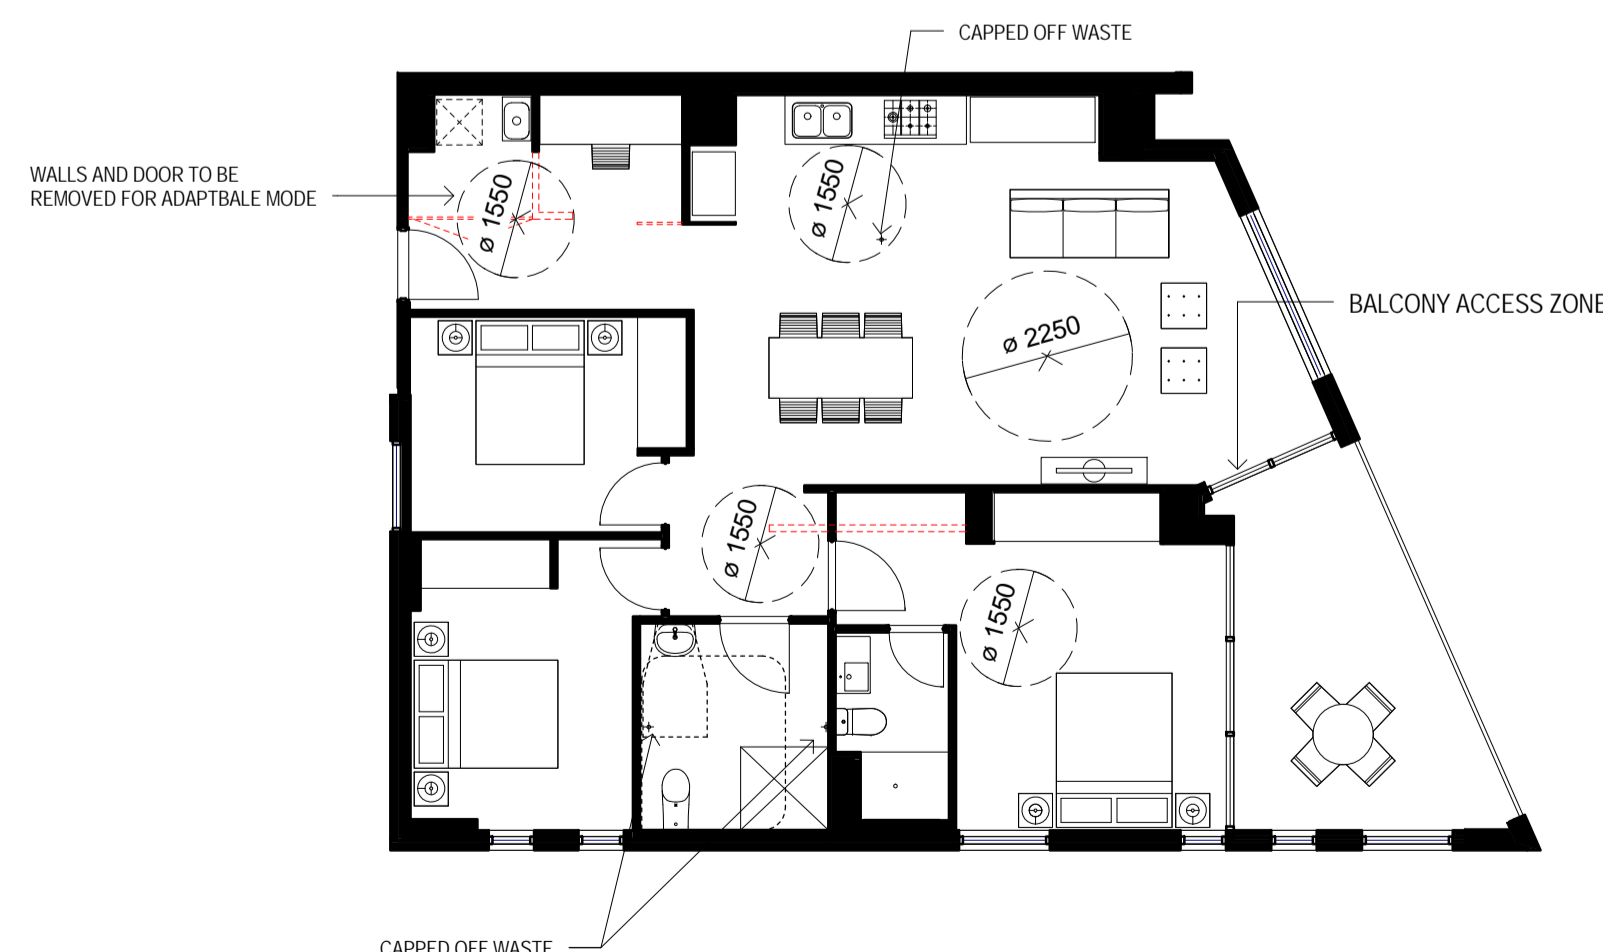 CAPPED OFF WASTE
WALLS AND DOOR TO BE
REMOVED FOR ADAPTBALE MODE
ø 1550
ø 1550
BALCONY ACCESS ZONE
ø 2250
ø 1550
ø 1550
CAPPED OFF WASTE